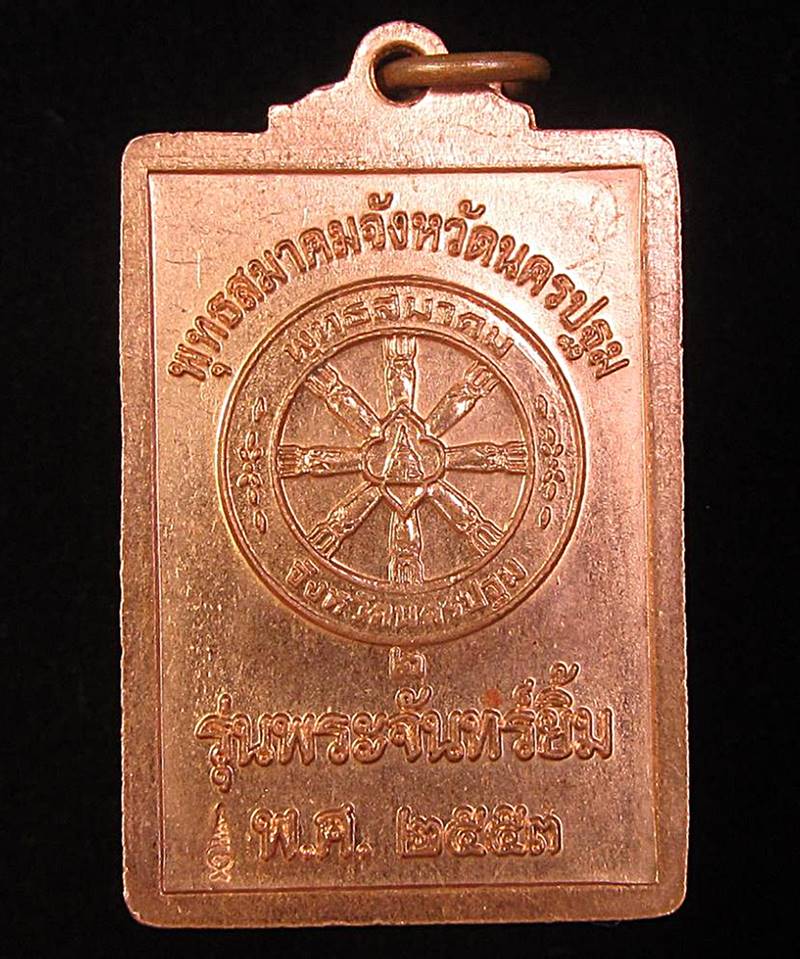 พุทธสมาคมจังหวัดนครปฐม
พุทธสมาคม
จังหวัดนครปฐม
๒
รุ่นพระจันทร์ยิ้ม
พ.ศ. ๒๕๕๓